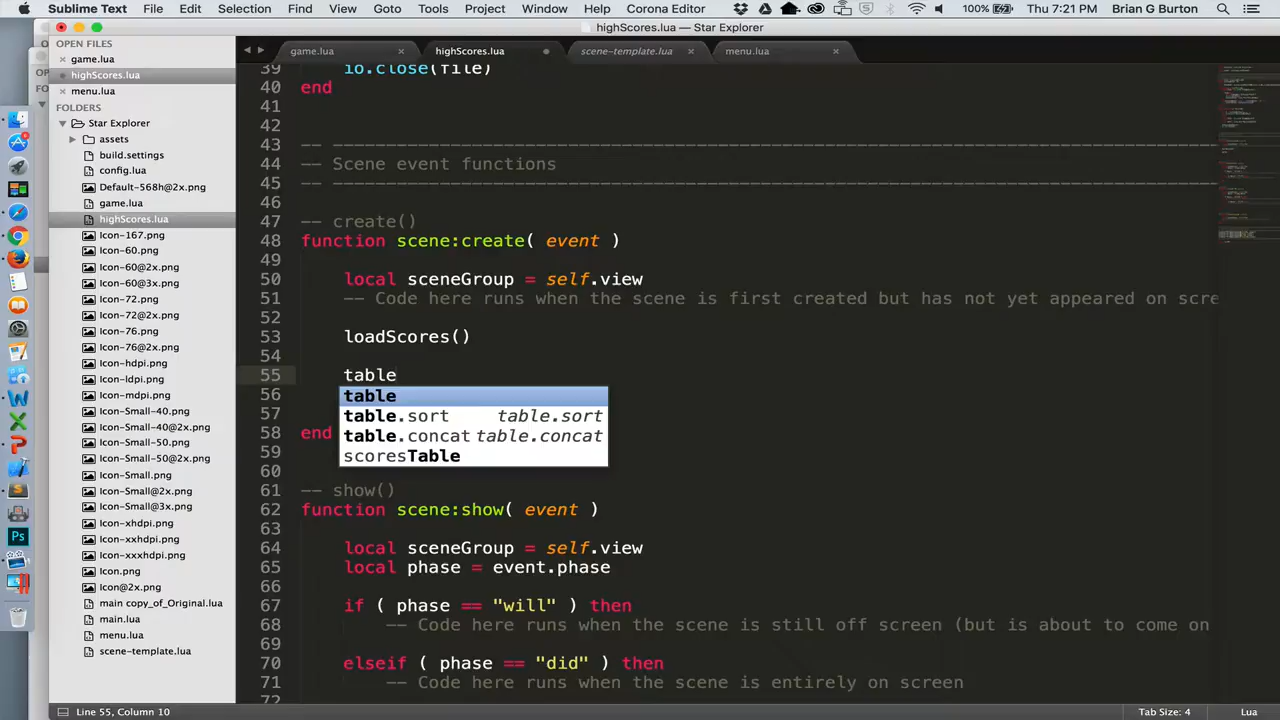 Sublime Text File Edit Selection Find View Goto Tools Project Window Help Corona Editor 100% Thu 7:21 PM Brian G Burton
highScores.lua — Star Explorer
OPEN FILES
game.lua
highScores.lua
menu.lua
FOLDERS
Star Explorer
assets
build.settings
config.lua
Default-568h@2x.png
game.lua
highScores.lua
Icon-167.png
Icon-60.png
Icon-60@2x.png
Icon-60@3x.png
Icon-72.png
Icon-72@2x.png
Icon-76.png
Icon-76@2x.png
Icon-hdpi.png
Icon-ldpi.png
Icon-mdpi.png
Icon-Small-40.png
Icon-Small-40@2x.png
Icon-Small-50.png
Icon-Small-50@2x.png
Icon-Small.png
Icon-Small@2x.png
Icon-Small@3x.png
Icon-xhdpi.png
Icon-xxhdpi.png
Icon-xxxhdpi.png
Icon.png
Icon@2x.png
main copy_of_Original.lua
main.lua
menu.lua
scene-template.lua
game.lua highScores.lua scene-template.lua menu.lua
39 io.close(file)
40 end
41
42
43 -- -----------------------------------------------------------------------------------
44 -- Scene event functions
45 -- -----------------------------------------------------------------------------------
46
47 -- create()
48 function scene:create( event )
49
50 local sceneGroup = self.view
51 -- Code here runs when the scene is first created but has not yet appeared on scre
52
53 loadScores()
54
55 table
56 table
57 table.sort table.sort
table.concat table.concat
scoresTable
58 end
59
60
61 -- show()
62 function scene:show( event )
63
64 local sceneGroup = self.view
65 local phase = event.phase
66
67 if ( phase == "will" ) then
68 -- Code here runs when the scene is still off screen (but is about to come on
69
70 elseif ( phase == "did" ) then
71 -- Code here runs when the scene is entirely on screen
72
Line 55, Column 10 Tab Size: 4 Lua